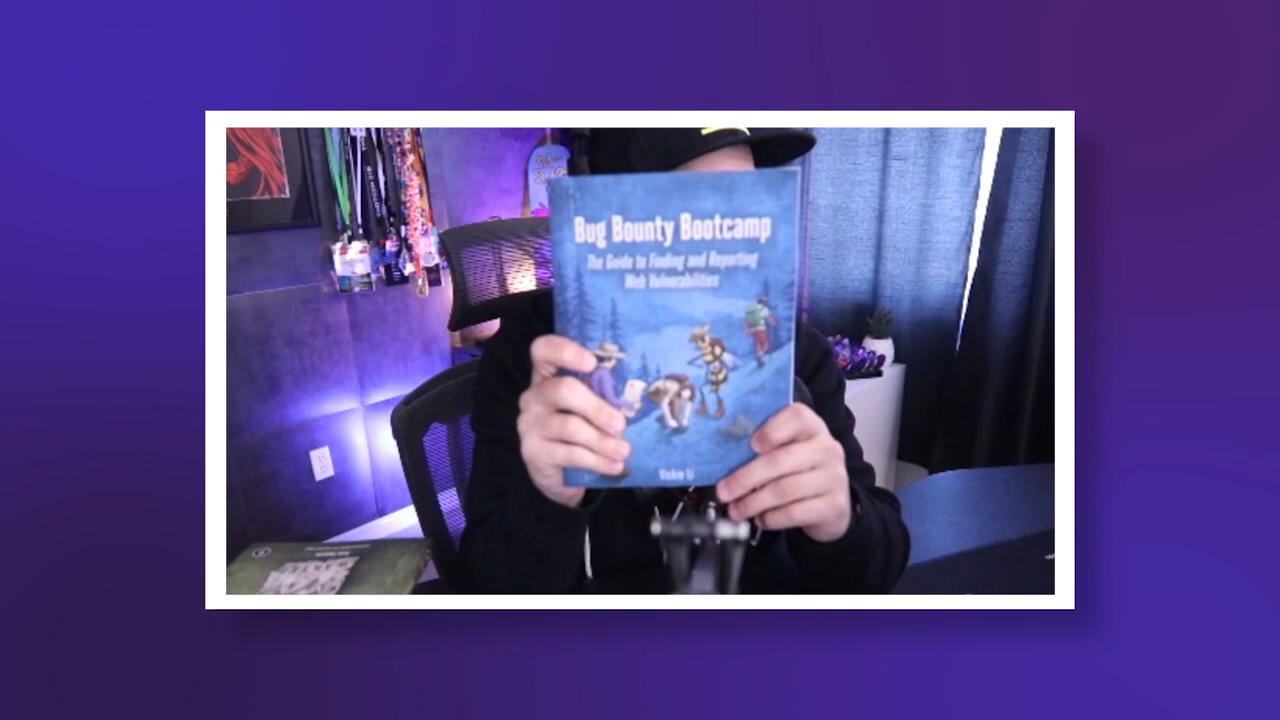 Bug Bounty Bootcamp
The Guide to Finding and Reporting
Web Vulnerabilities
Vickie Li